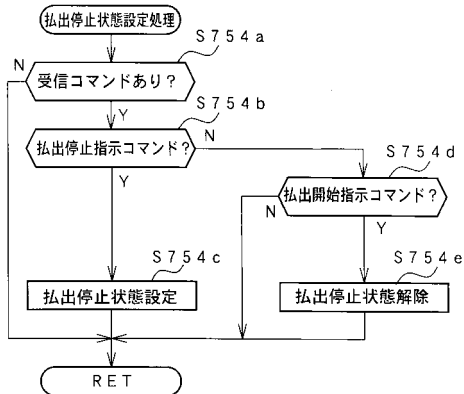 払出停止状態設定処理
S754a
N
受信コマンドあり?
Y
S754b
払出停止指示コマンド?
N
Y
S754d
払出開始指示コマンド?
N
Y
S754c
払出停止状態設定
S754e
払出停止状態解除
RET